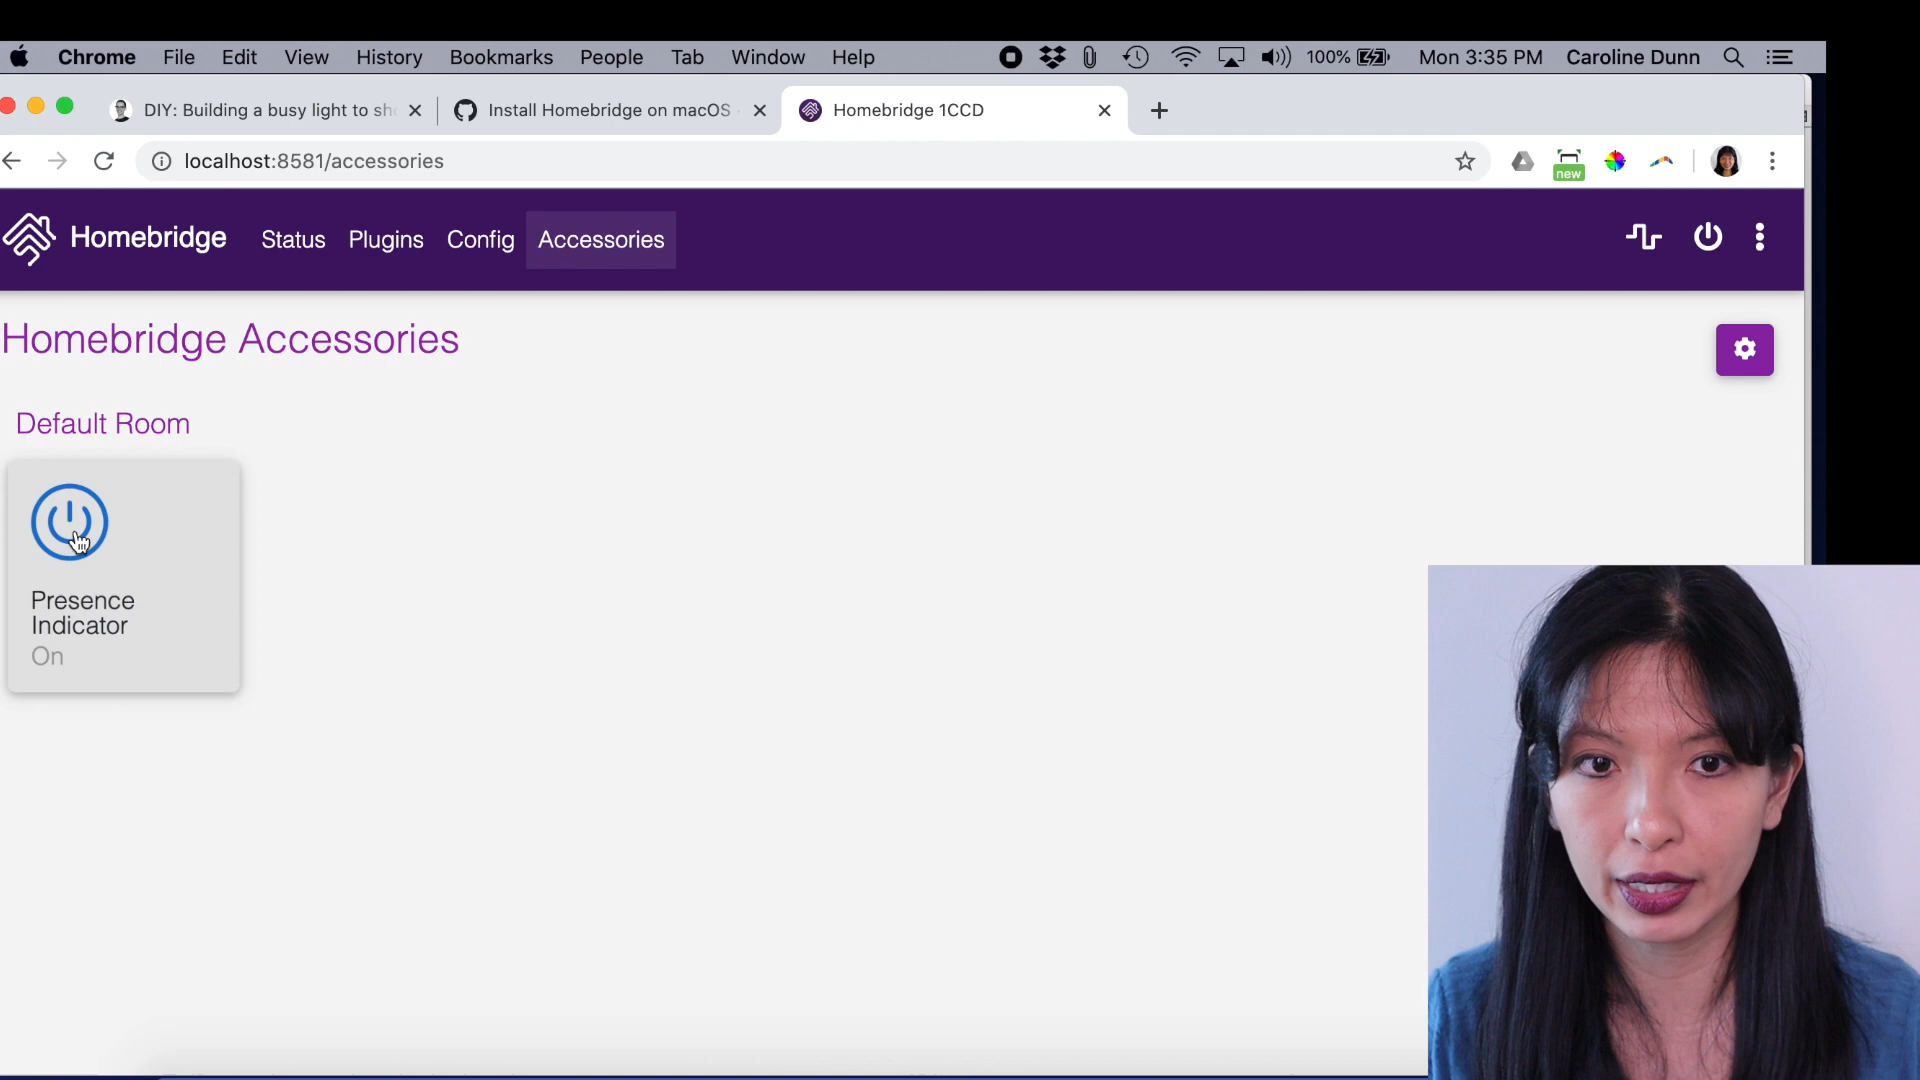 Chrome File Edit View History Bookmarks People Tab Window Help 100% Mon 3:35 PM Caroline Dunn
DIY: Building a busy light to sh
Install Homebridge on macOS
Homebridge 1CCD
localhost:8581/accessories
new
Homebridge Status Plugins Config Accessories
Homebridge Accessories
Default Room
Presence
Indicator
On